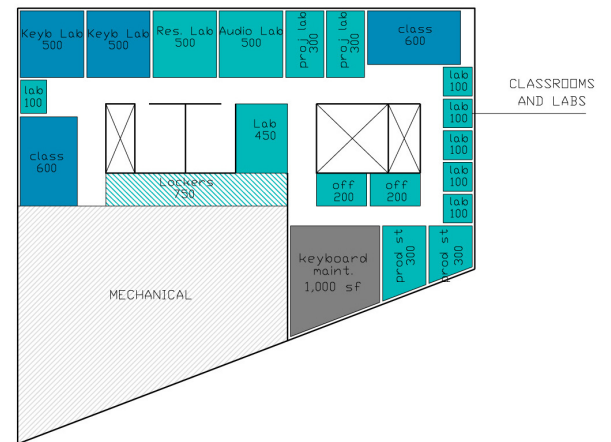 Keyb Lab
500
Keyb Lab
500
Res. Lab
500
Audio Lab
500
proj lab
300
proj lab
300
class
600
lab
100
lab
100
CLASSROOMS
AND LABS
lab
100
lab
100
lab
100
lab
100
Lab
450
class
600
Lockers
750
off
200
off
200
keyboard
maint.
1,000 sf
prod st
300
prod st
300
MECHANICAL